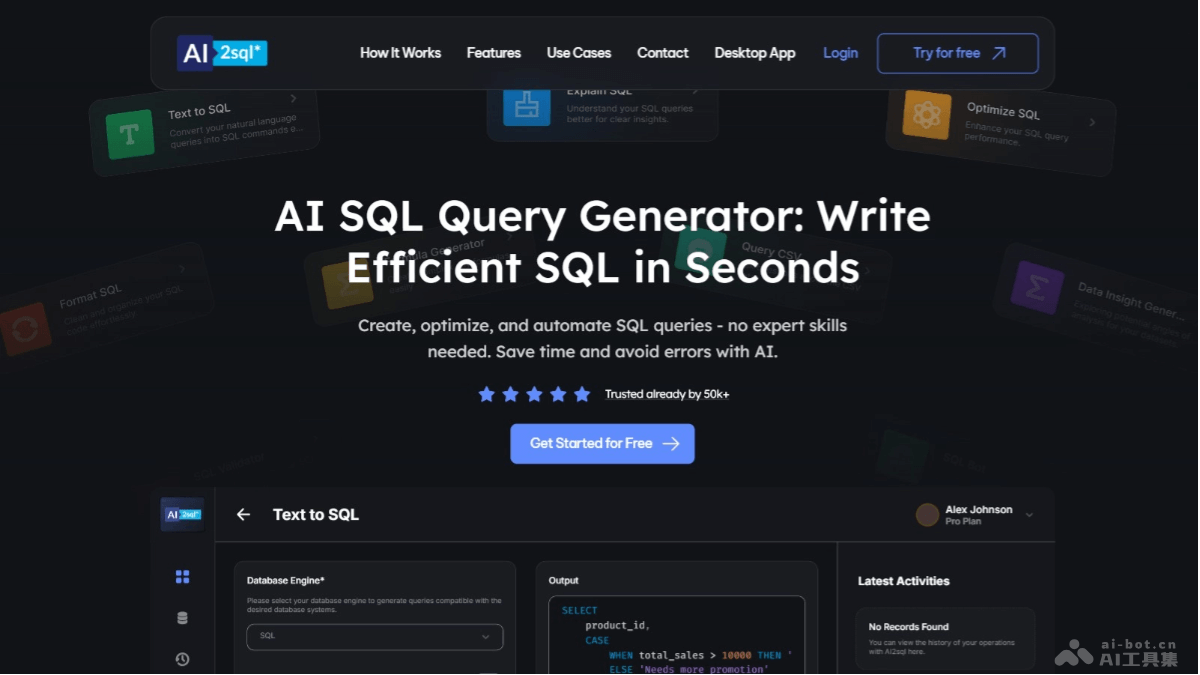 AI 2sql*
How It Works
Features
Use Cases
Contact
Desktop App
Login
Try for free
Text to SQL
Convert your natural language
queries into SQL commands e...
Explain SQL
Understand your SQL queries
better for clear insights.
Optimize SQL
Enhance your SQL query
performance.
AI SQL Query Generator: Write
Efficient SQL in Seconds
Format SQL
Clean and organize your SQL
code effortlessly
Generator
Query CSV
Data Insight Gener...
Create, optimize, and automate SQL queries - no expert skills
needed. Save time and avoid errors with AI.
Trusted already by 50k+
Get Started for Free
AI 2sql*
Text to SQL
Alex Johnson
Pro Plan
Database Engine*
Please select your database engine to generate queries compatible with the
desired database systems.
SQL
Output
SELECT
product_id,
CASE
WHEN total_sales > 10000 THEN '
ELSE 'Needs more promotion'
Latest Activities
No Records Found
You can view the history of your operations
with AI2sql here.
ai-bot.cn
AI工具集